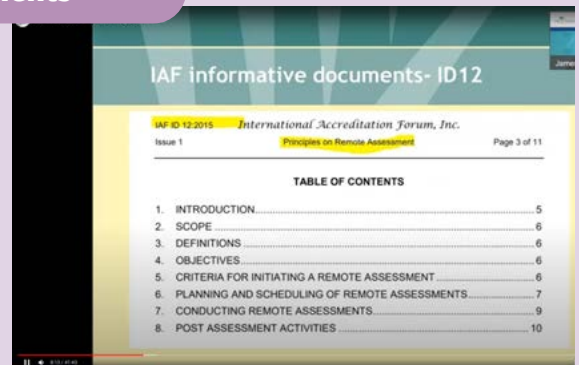 IAF informative documents- ID12
James
IAF ID 12:2015 International Accreditation Forum, Inc.
Issue 1 Principles on Remote Assessment Page 3 of 11
TABLE OF CONTENTS
1. INTRODUCTION 5
2. SCOPE 6
3. DEFINITIONS 6
4. OBJECTIVES 6
5. CRITERIA FOR INITIATING A REMOTE ASSESSMENT 6
6. PLANNING AND SCHEDULING OF REMOTE ASSESSMENTS 7
7. CONDUCTING REMOTE ASSESSMENTS 9
8. POST ASSESSMENT ACTIVITIES 10